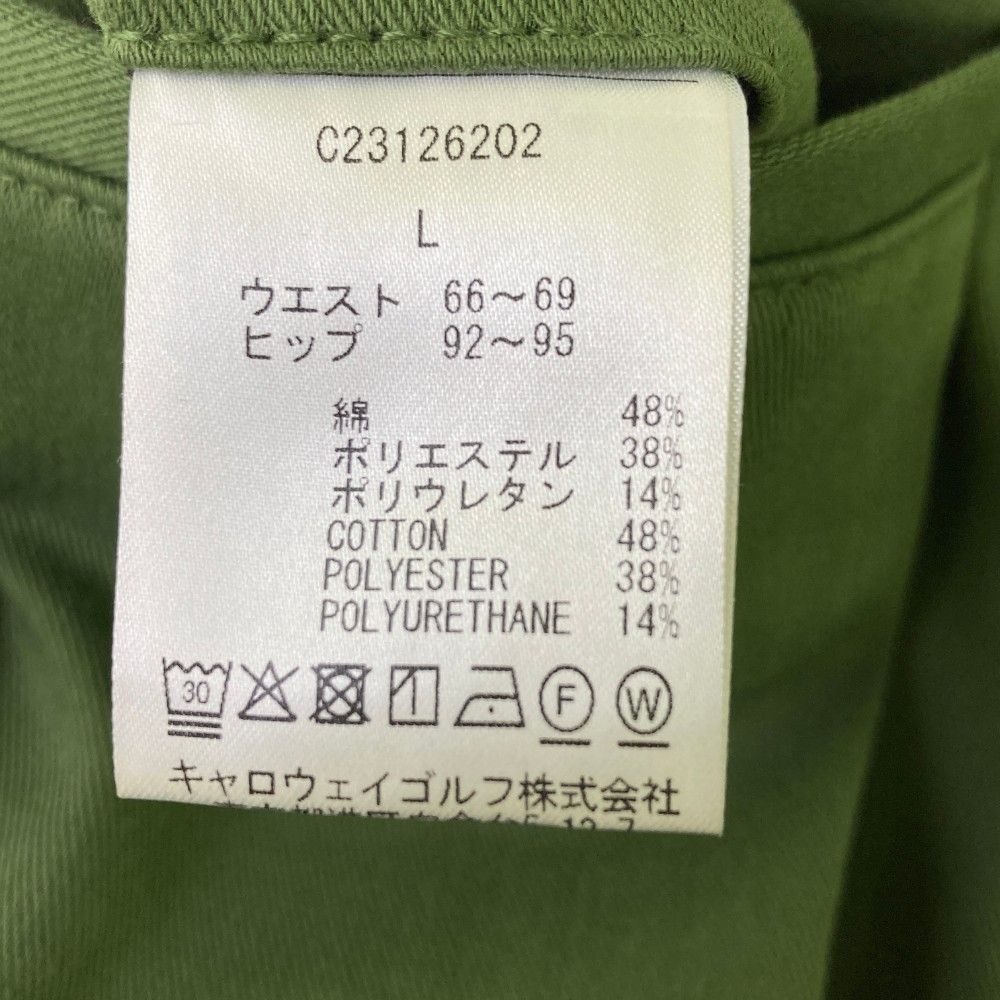 C23126202
L
ウエスト 66～69
ヒップ 92～95
綿 48%
ポリエステル 38%
ポリウレタン 14%
COTTON 48%
POLYESTER 38%
POLYURETHANE 14%
30 F W
キャロウェイゴルフ株式会社